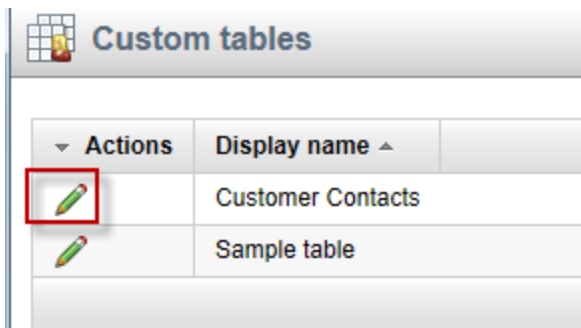 Custom tables
Actions Display name
Customer Contacts
Sample table